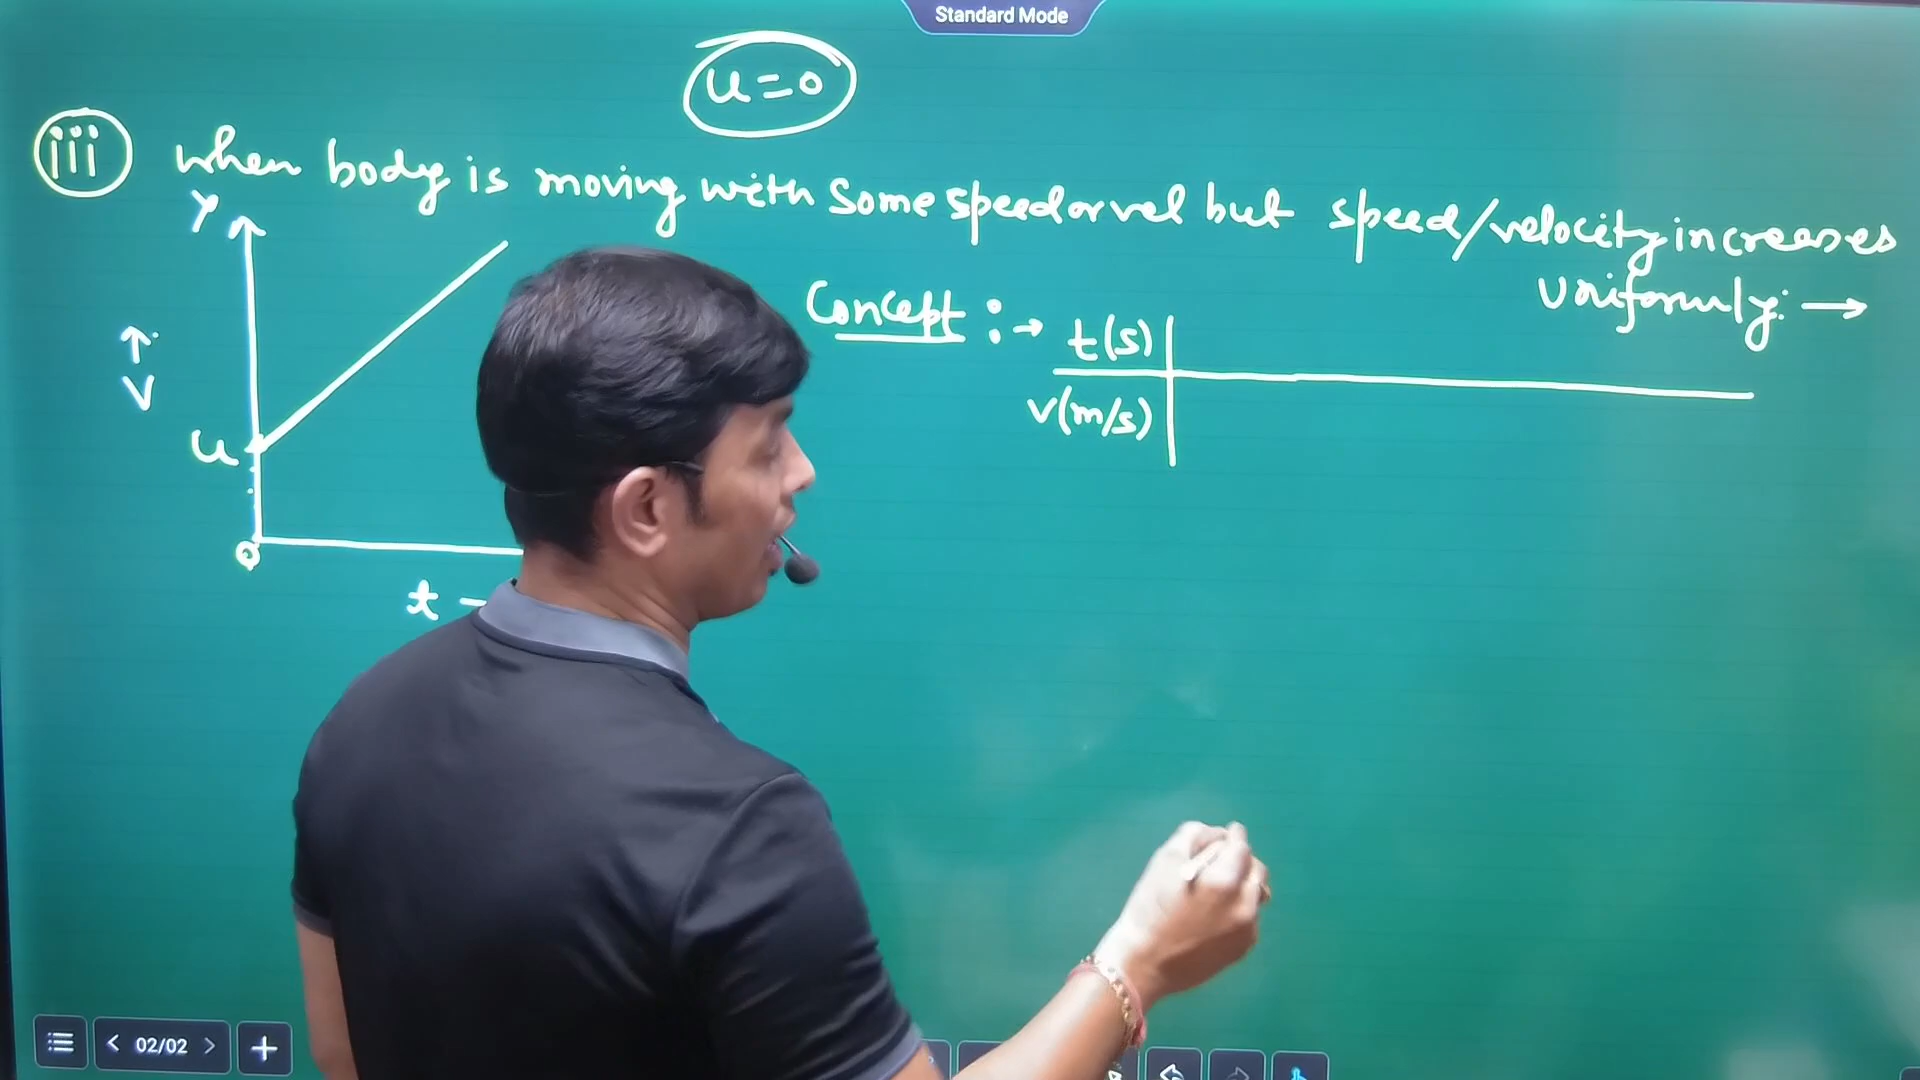 Standard Mode
u=0
iii when body is moving with some speed or vel but speed/velocity increases
uniformly: →
Y
Concept :→ t(s)
v(m/s)
↑
V
u
O
t –
02/02